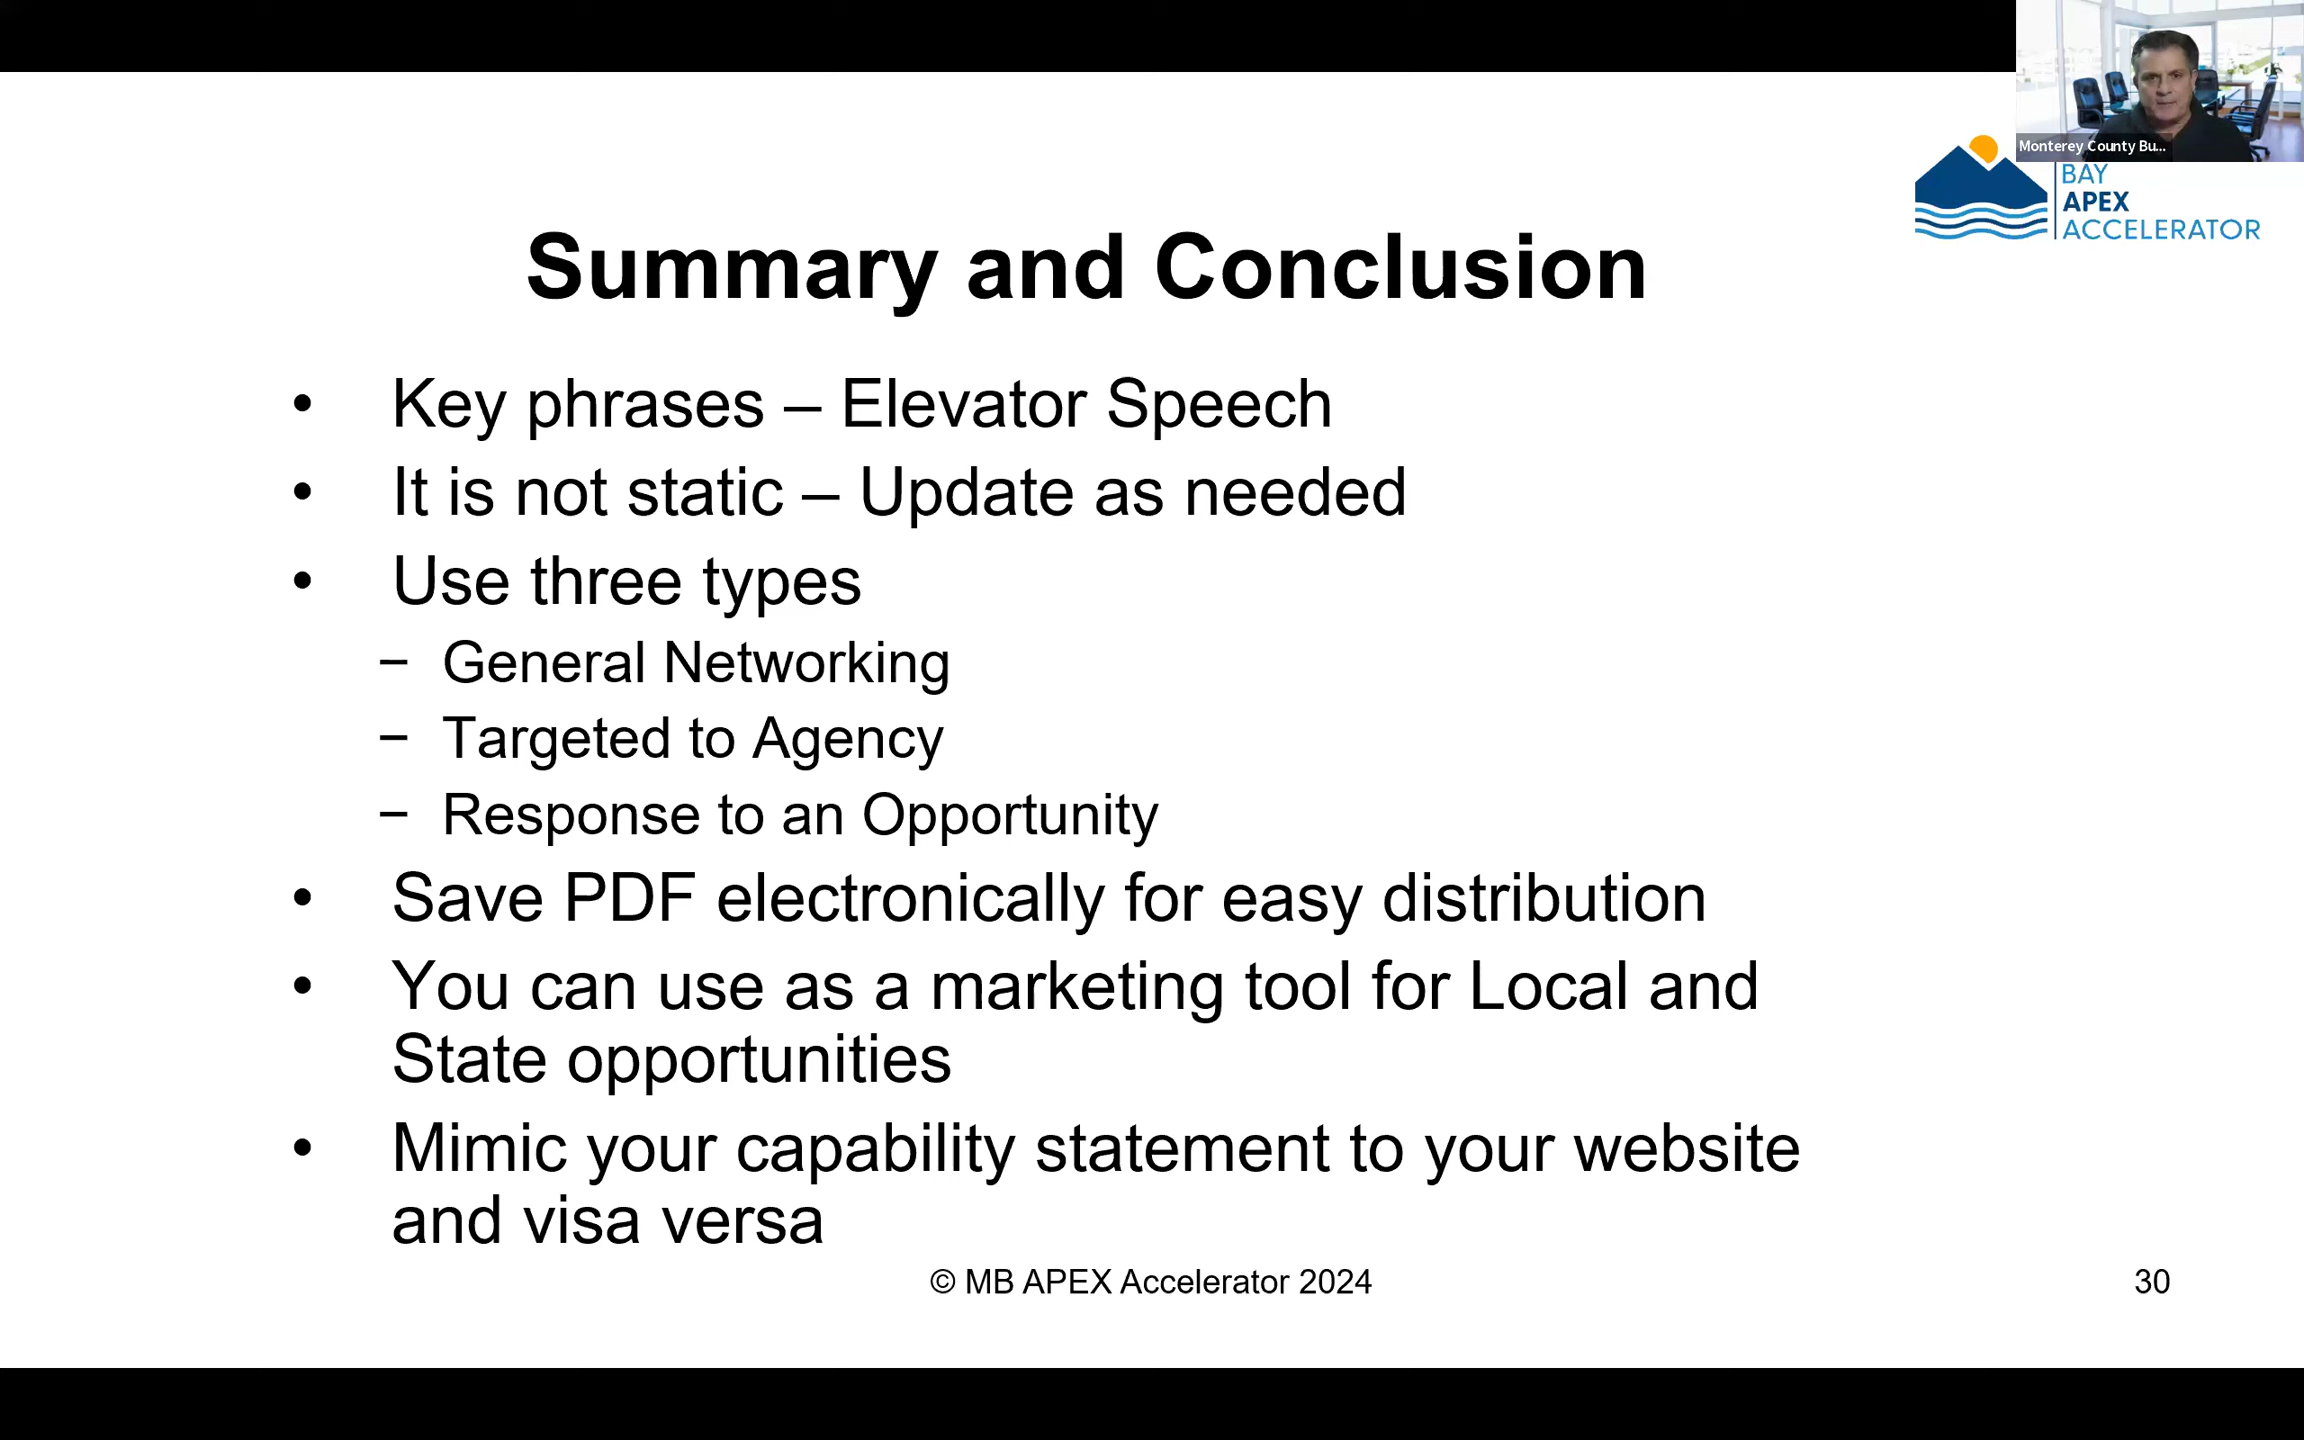 Monterey County Bu...
BAY
APEX
ACCELERATOR
Summary and Conclusion
• Key phrases – Elevator Speech
• It is not static – Update as needed
• Use three types
– General Networking
– Targeted to Agency
– Response to an Opportunity
• Save PDF electronically for easy distribution
• You can use as a marketing tool for Local and
State opportunities
• Mimic your capability statement to your website
and visa versa
© MB APEX Accelerator 2024
30